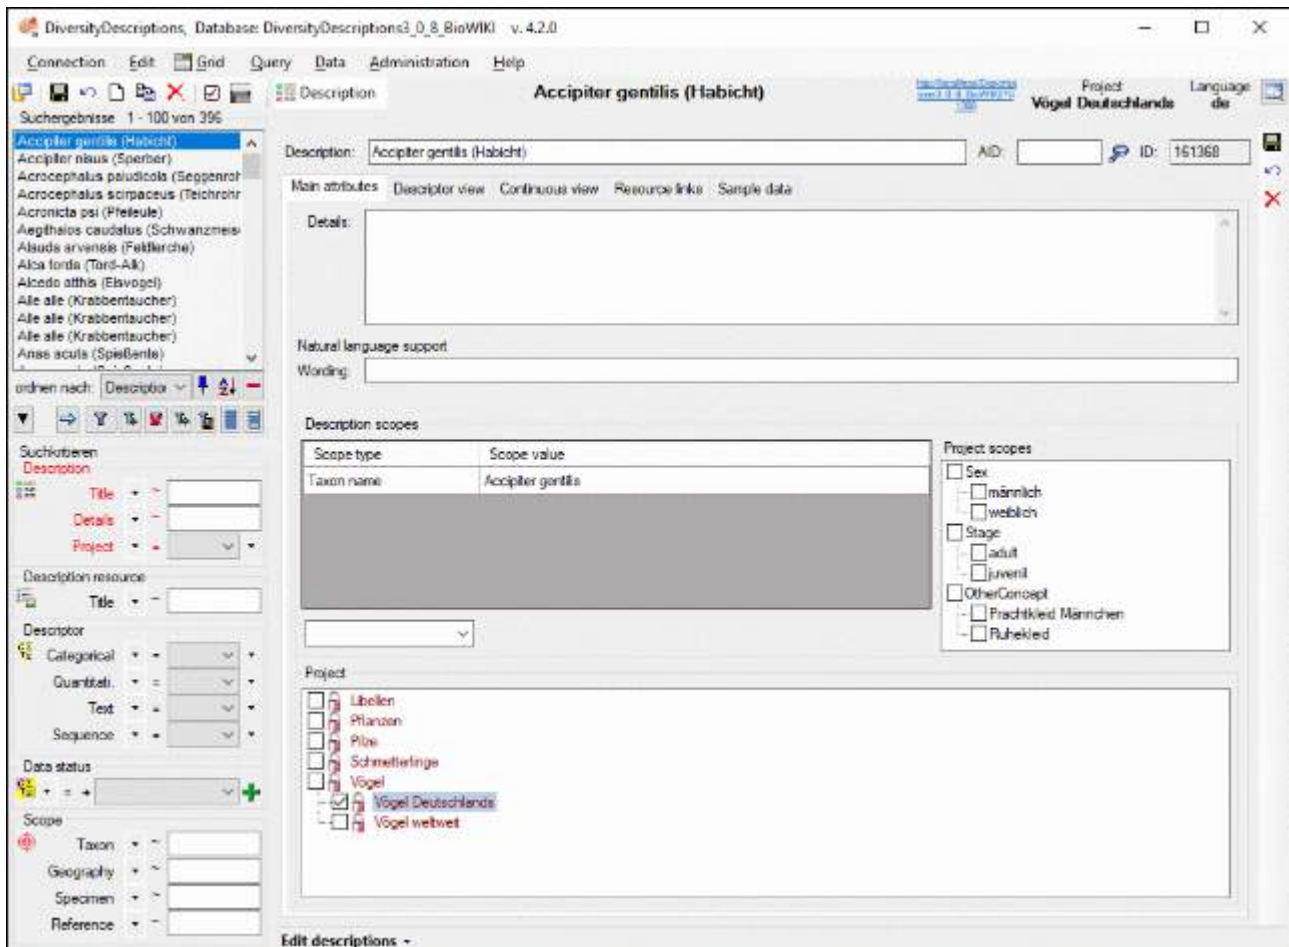 DiversityDescriptions, Database: DiversityDescriptions3_0_8_BioWIKI v. 4.2.0
Connection Edit Grid Query Data Administration Help
Description Accipiter gentilis (Habicht) Project Language
Vögel Deutschlands de
Suchergebnisse 1 - 100 von 396
Accipiter gentilis (Habicht)
Accipiter nisus (Sperber)
Acrocephalus paludicola (Seggenroh
Acrocephalus scirpaceus (Teichrohr
Acronicta psi (Pfeileule)
Aegithalos caudatus (Schwanzmeis
Alauda arvensis (Feldlerche)
Alca torda (Tord-Alk)
Alcedo atthis (Eisvogel)
Alle alle (Krabbentaucher)
Alle alle (Krabbentaucher)
Alle alle (Krabbentaucher)
Anas acuta (Spießente)
ordnen nach: Descriptior
Suchkriterien
Description
Title ~
Details ~
Project =
Description resource
Title ~
Descriptor
Categorical =
Quantitati. =
Text =
Sequence =
Data status
=
Scope
Taxon ~
Geography ~
Specimen ~
Reference ~
Description: Accipiter gentilis (Habicht) AID: ID: 161368
Main attributes Descriptor view Continuous view Resource links Sample data
Details:
Natural language support
Wording:
Description scopes
Scope type Scope value
Taxon name Accipiter gentilis
Project scopes
Sex
männlich
weiblich
Stage
adult
juvenil
OtherConcept
Prachtkleid Männchen
Ruhekleid
Project
Libellen
Pflanzen
Pilze
Schmetterlinge
Vögel
Vögel Deutschlands
Vögel weltweit
Edit descriptions